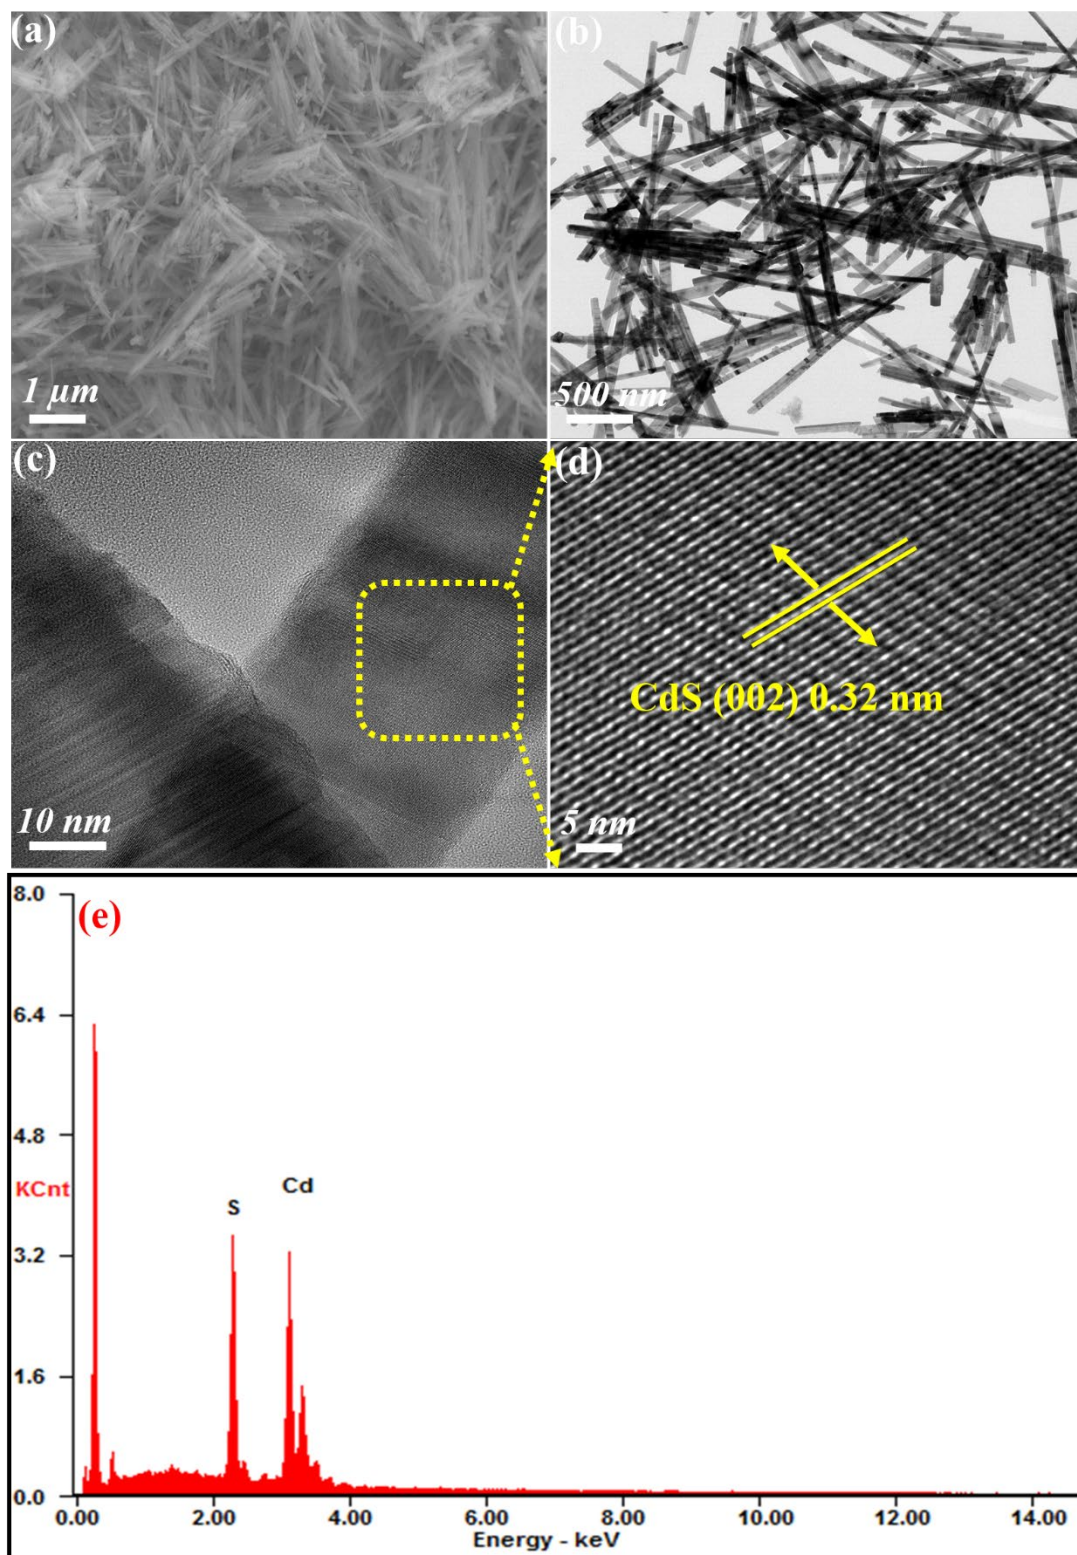 (a)
(b)
1 µm
500 nm
(c)
(d)
CdS (002) 0.32 nm
10 nm
5 nm
8.0
(e)
6.4
4.8
KCnt
Cd
S
3.2
1.6
0.0
0.00 2.00 4.00 6.00 8.00 10.00 12.00 14.00
Energy - keV